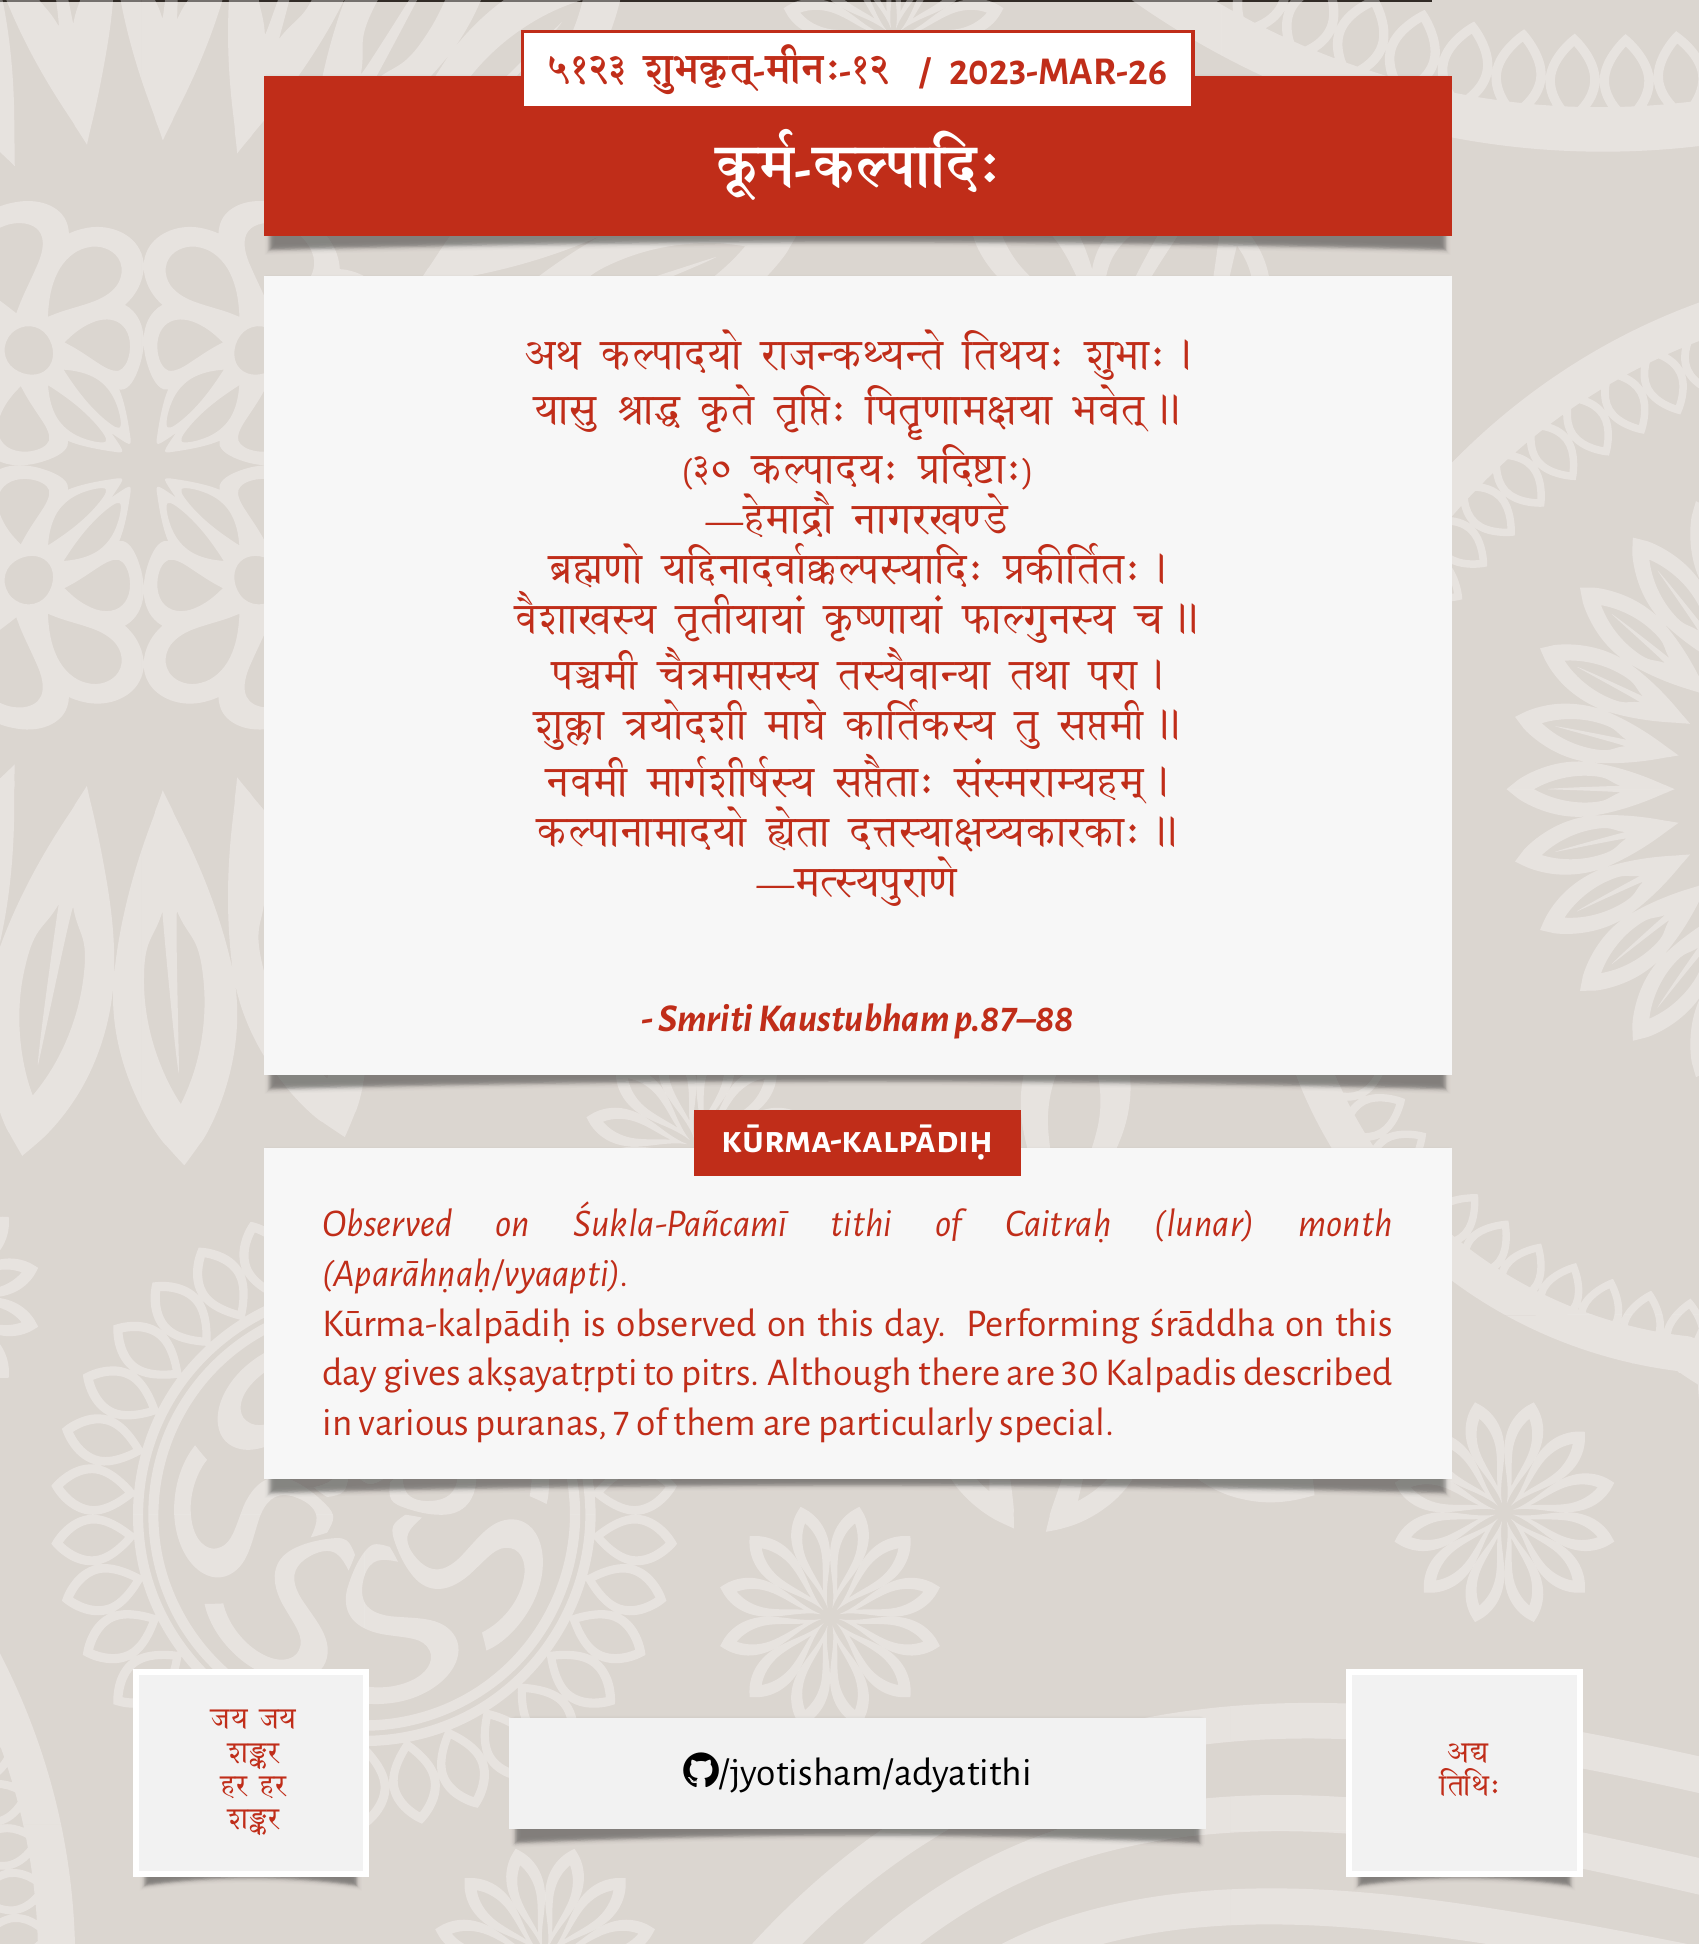 ५१२३ शुभकृत्-मीनः-१२ / 2023-MAR-26
कूर्म-कल्पादिः
अथ कल्पादयो राजन्कथ्यन्ते तिथयः शुभाः ।
यासु श्राद्धे कृते तृप्तिः पितॄणामक्षया भवेत् ॥
(३० कल्पादयः प्रदिष्टाः)
—हेमाद्रौ नागरखण्डे
ब्रह्मणो यद्दिनादर्वाक्कल्पस्यादिः प्रकीर्तितः ।
वैशाखस्य तृतीयायां कृष्णायां फाल्गुनस्य च ॥
पञ्चमी चैत्रमासस्य तस्यैवान्या तथा परा ।
शुक्ला त्रयोदशी माघे कार्तिकस्य तु सप्तमी ॥
नवमी मार्गशीर्षस्य सप्तैताः संस्मराम्यहम् ।
कल्पानामादयो ह्येता दत्तस्याक्षय्यकारकाः ॥
—मत्स्यपुराणे
- Smriti Kaustubham p.87–88
KŪRMA-KALPĀDIḤ
Observed on Śukla-Pañcamī tithi of Caitraḥ (lunar) month
(Aparāhṇaḥ/vyaapti).
Kūrma-kalpādiḥ is observed on this day. Performing śrāddha on this
day gives akṣayatṛpti to pitrs. Although there are 30 Kalpadis described
in various puranas, 7 of them are particularly special.
जय जय
शङ्कर
हर हर
शङ्कर
/jyotisham/adyatithi
अद्य
तिथिः